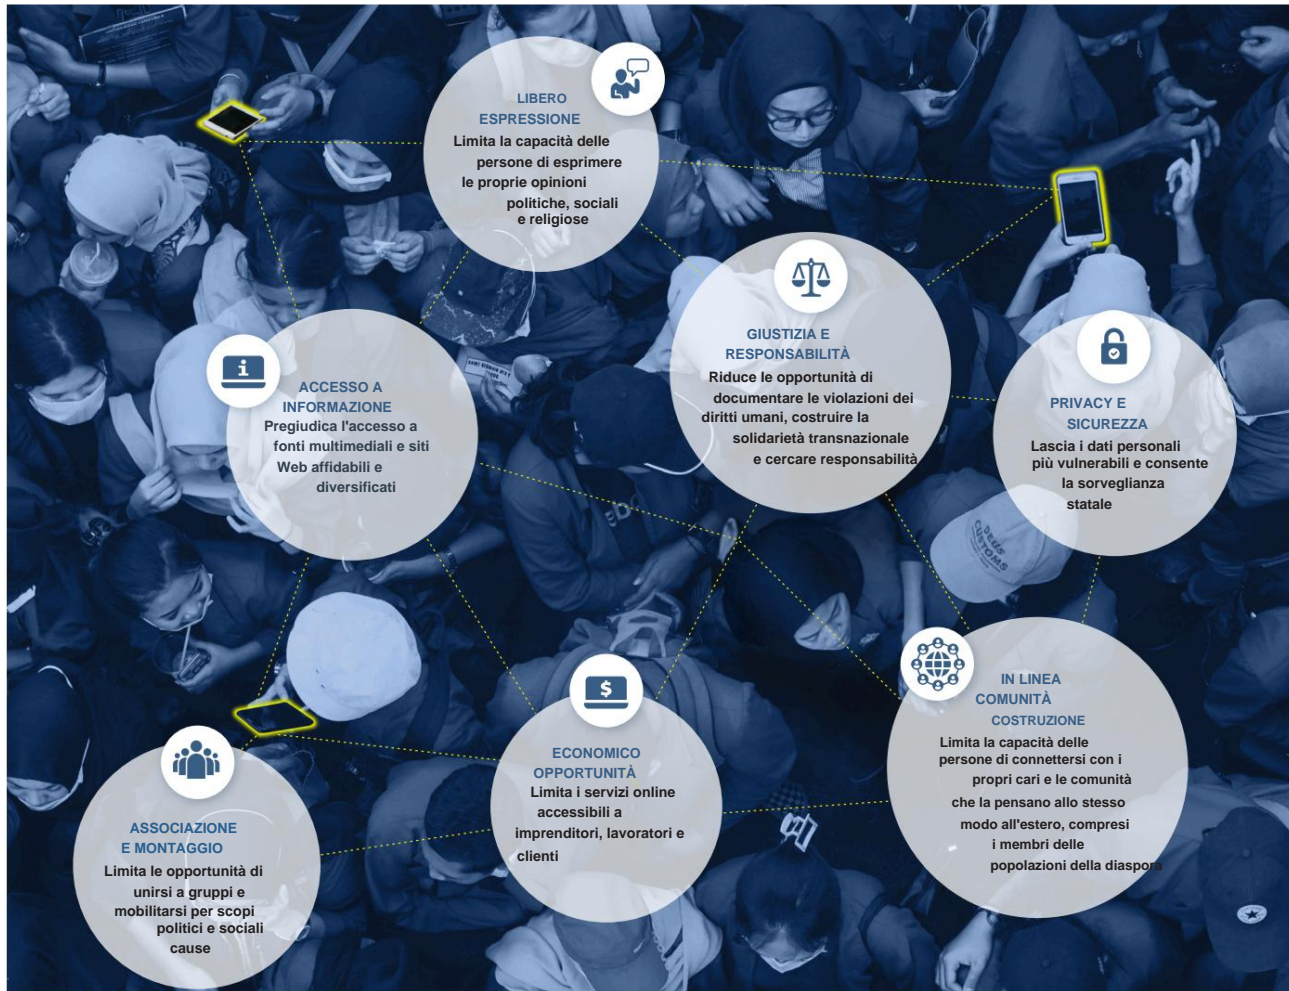 LIBERO
ESPRESSIONE
Limita la capacità delle
persone di esprimere
le proprie opinioni
politiche, sociali
e religiose
GIUSTIZIA E
RESPONSABILITÀ
Riduce le opportunità di
documentare le violazioni dei
diritti umani, costruire la
solidarietà transnazionale
e cercare responsabilità
ACCESSO A
INFORMAZIONE
Pregiudica l'accesso a
fonti multimediali e siti
Web affidabili e
diversificati
PRIVACY E
SICUREZZA
Lascia i dati personali
più vulnerabili e consente
la sorveglianza
statale
DEUS
CUSTOMS
IN LINEA
COMUNITÀ
COSTRUZIONE
Limita la capacità delle
persone di connettersi con i
propri cari e le comunità
che la pensano allo stesso
modo all'estero, compresi
i membri delle
popolazioni della diaspora
$
ECONOMICO
OPPORTUNITÀ
Limita i servizi online
accessibili a
imprenditori, lavoratori e
clienti
ASSOCIAZIONE
E MONTAGGIO
Limita le opportunità di
unirsi a gruppi e
mobilitarsi per scopi
politici e sociali
cause